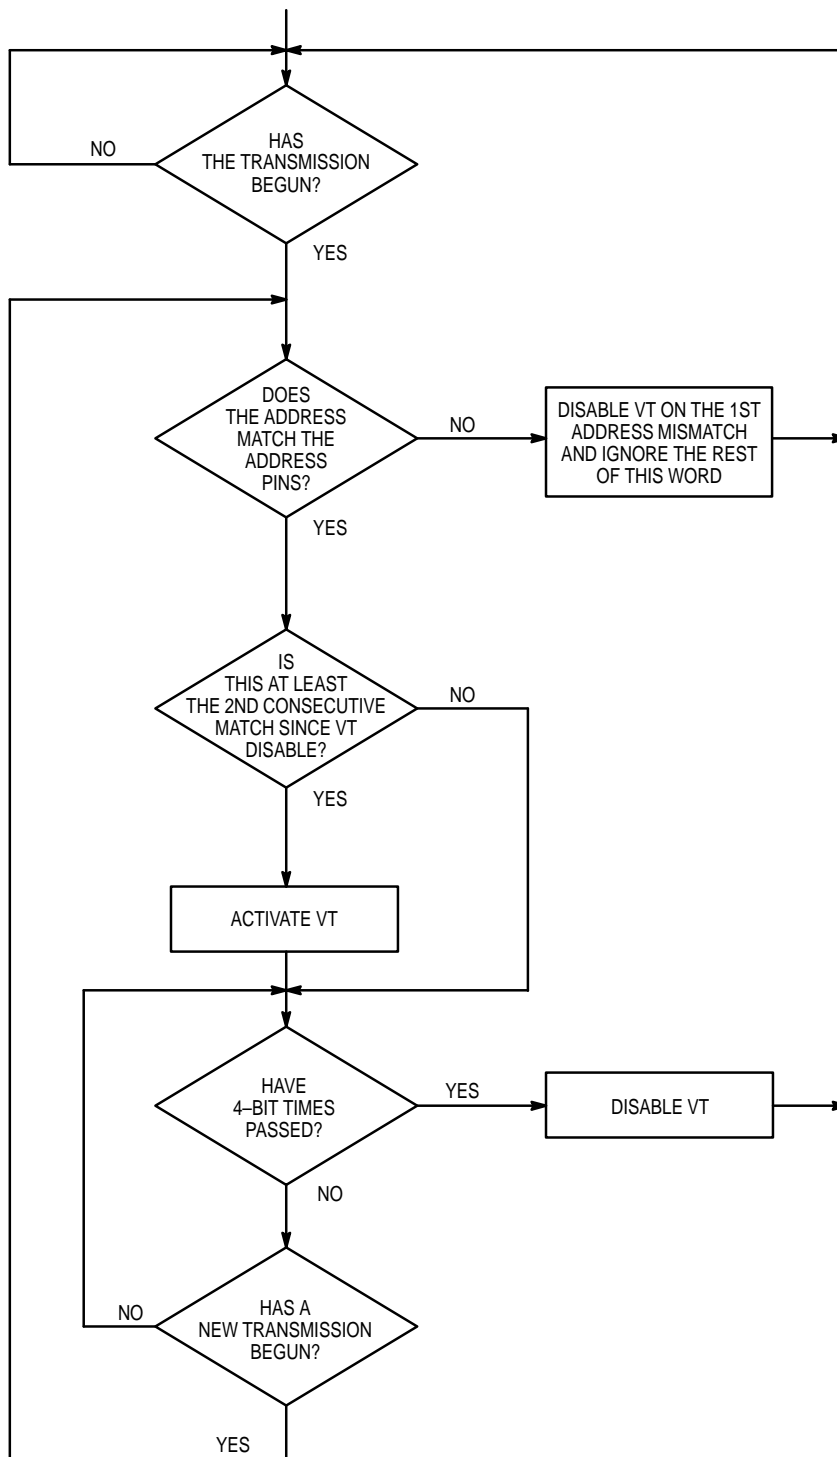 HAS
THE TRANSMISSION
BEGUN?
NO
YES
DOES
THE ADDRESS
MATCH THE
ADDRESS
PINS?
NO
YES
DISABLE VT ON THE 1ST
ADDRESS MISMATCH
AND IGNORE THE REST
OF THIS WORD
IS
THIS AT LEAST
THE 2ND CONSECUTIVE
MATCH SINCE VT
DISABLE?
NO
YES
ACTIVATE VT
HAVE
4–BIT TIMES
PASSED?
YES
NO
DISABLE VT
HAS A
NEW TRANSMISSION
BEGUN?
NO
YES